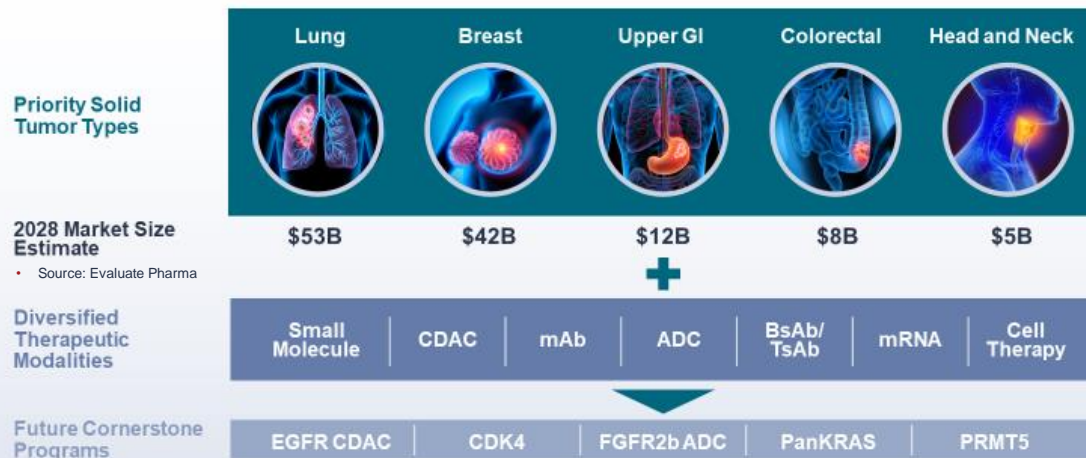 Lung Breast Upper GI Colorectal Head and Neck
Priority Solid
Tumor Types
2028 Market Size
Estimate
$53B $42B $12B $8B $5B
• Source: Evaluate Pharma
Diversified
Therapeutic
Modalities
Small
Molecule
CDAC
mAb
ADC
BsAb/
TsAb
mRNA
Cell
Therapy
Future Cornerstone
Programs
EGFR CDAC CDK4 FGFR2b ADC PanKRAS PRMT5